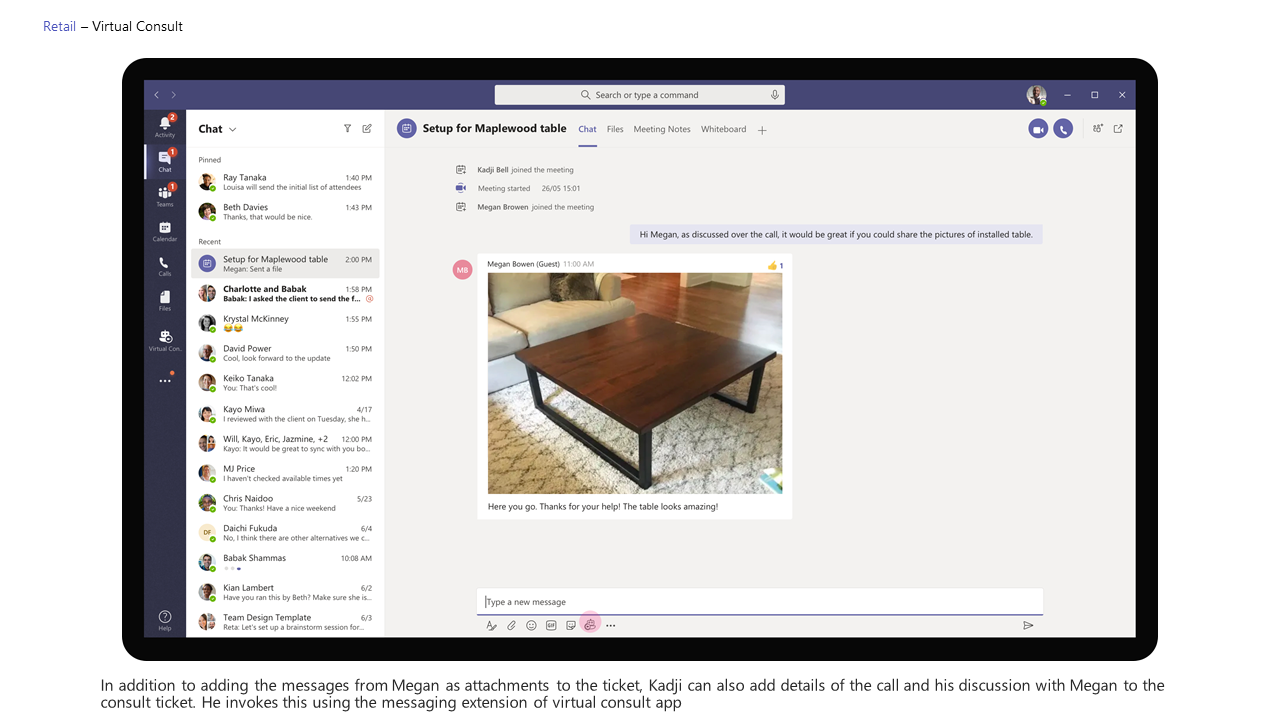 Retail – Virtual Consult
Search or type a command
2
Activity
1
Chat
1
Teams
Calendar
Calls
Files
Virtual Con.
Help
Chat
Pinned
Ray Tanaka 1:40 PM
Louisa will send the initial list of attendees
Beth Davies 1:43 PM
Thanks, that would be nice.
Recent
Setup for Maplewood table 2:00 PM
Megan: Sent a file
Charlotte and Babak 1:58 PM
Babak: I asked the client to send the f...
Krystal McKinney 1:55 PM
David Power 1:50 PM
Cool, look forward to the update
Keiko Tanaka 12:02 PM
You: That's cool!
Kayo Miwa 4/17
I reviewed with the client on Tuesday, she h...
Will, Kayo, Eric, Jazmine, +2 12:00 PM
Kayo: It would be great to sync with you bo...
MJ Price 1:20 PM
I haven't checked available times yet
Chris Naidoo 5/23
You: Thanks! Have a nice weekend
DF
Daichi Fukuda 6/4
No, I think there are other alternatives we c...
Babak Shammas 10:08 AM
Kian Lambert 6/2
Have you ran this by Beth? Make sure she is...
Team Design Template 6/3
Reta: Let's set up a brainstorm session for...
Setup for Maplewood table Chat Files Meeting Notes Whiteboard
Kadji Bell joined the meeting
Meeting started 26/05 15:01
Megan Browen joined the meeting
Hi Megan, as discussed over the call, it would be great if you could share the pictures of installed table.
MB
Megan Bowen (Guest) 11:00 AM 1
Here you go. Thanks for your help! The table looks amazing!
Type a new message
GIF
In addition to adding the messages from Megan as attachments to the ticket, Kadji can also add details of the call and his discussion with Megan to the
consult ticket. He invokes this using the messaging extension of virtual consult app